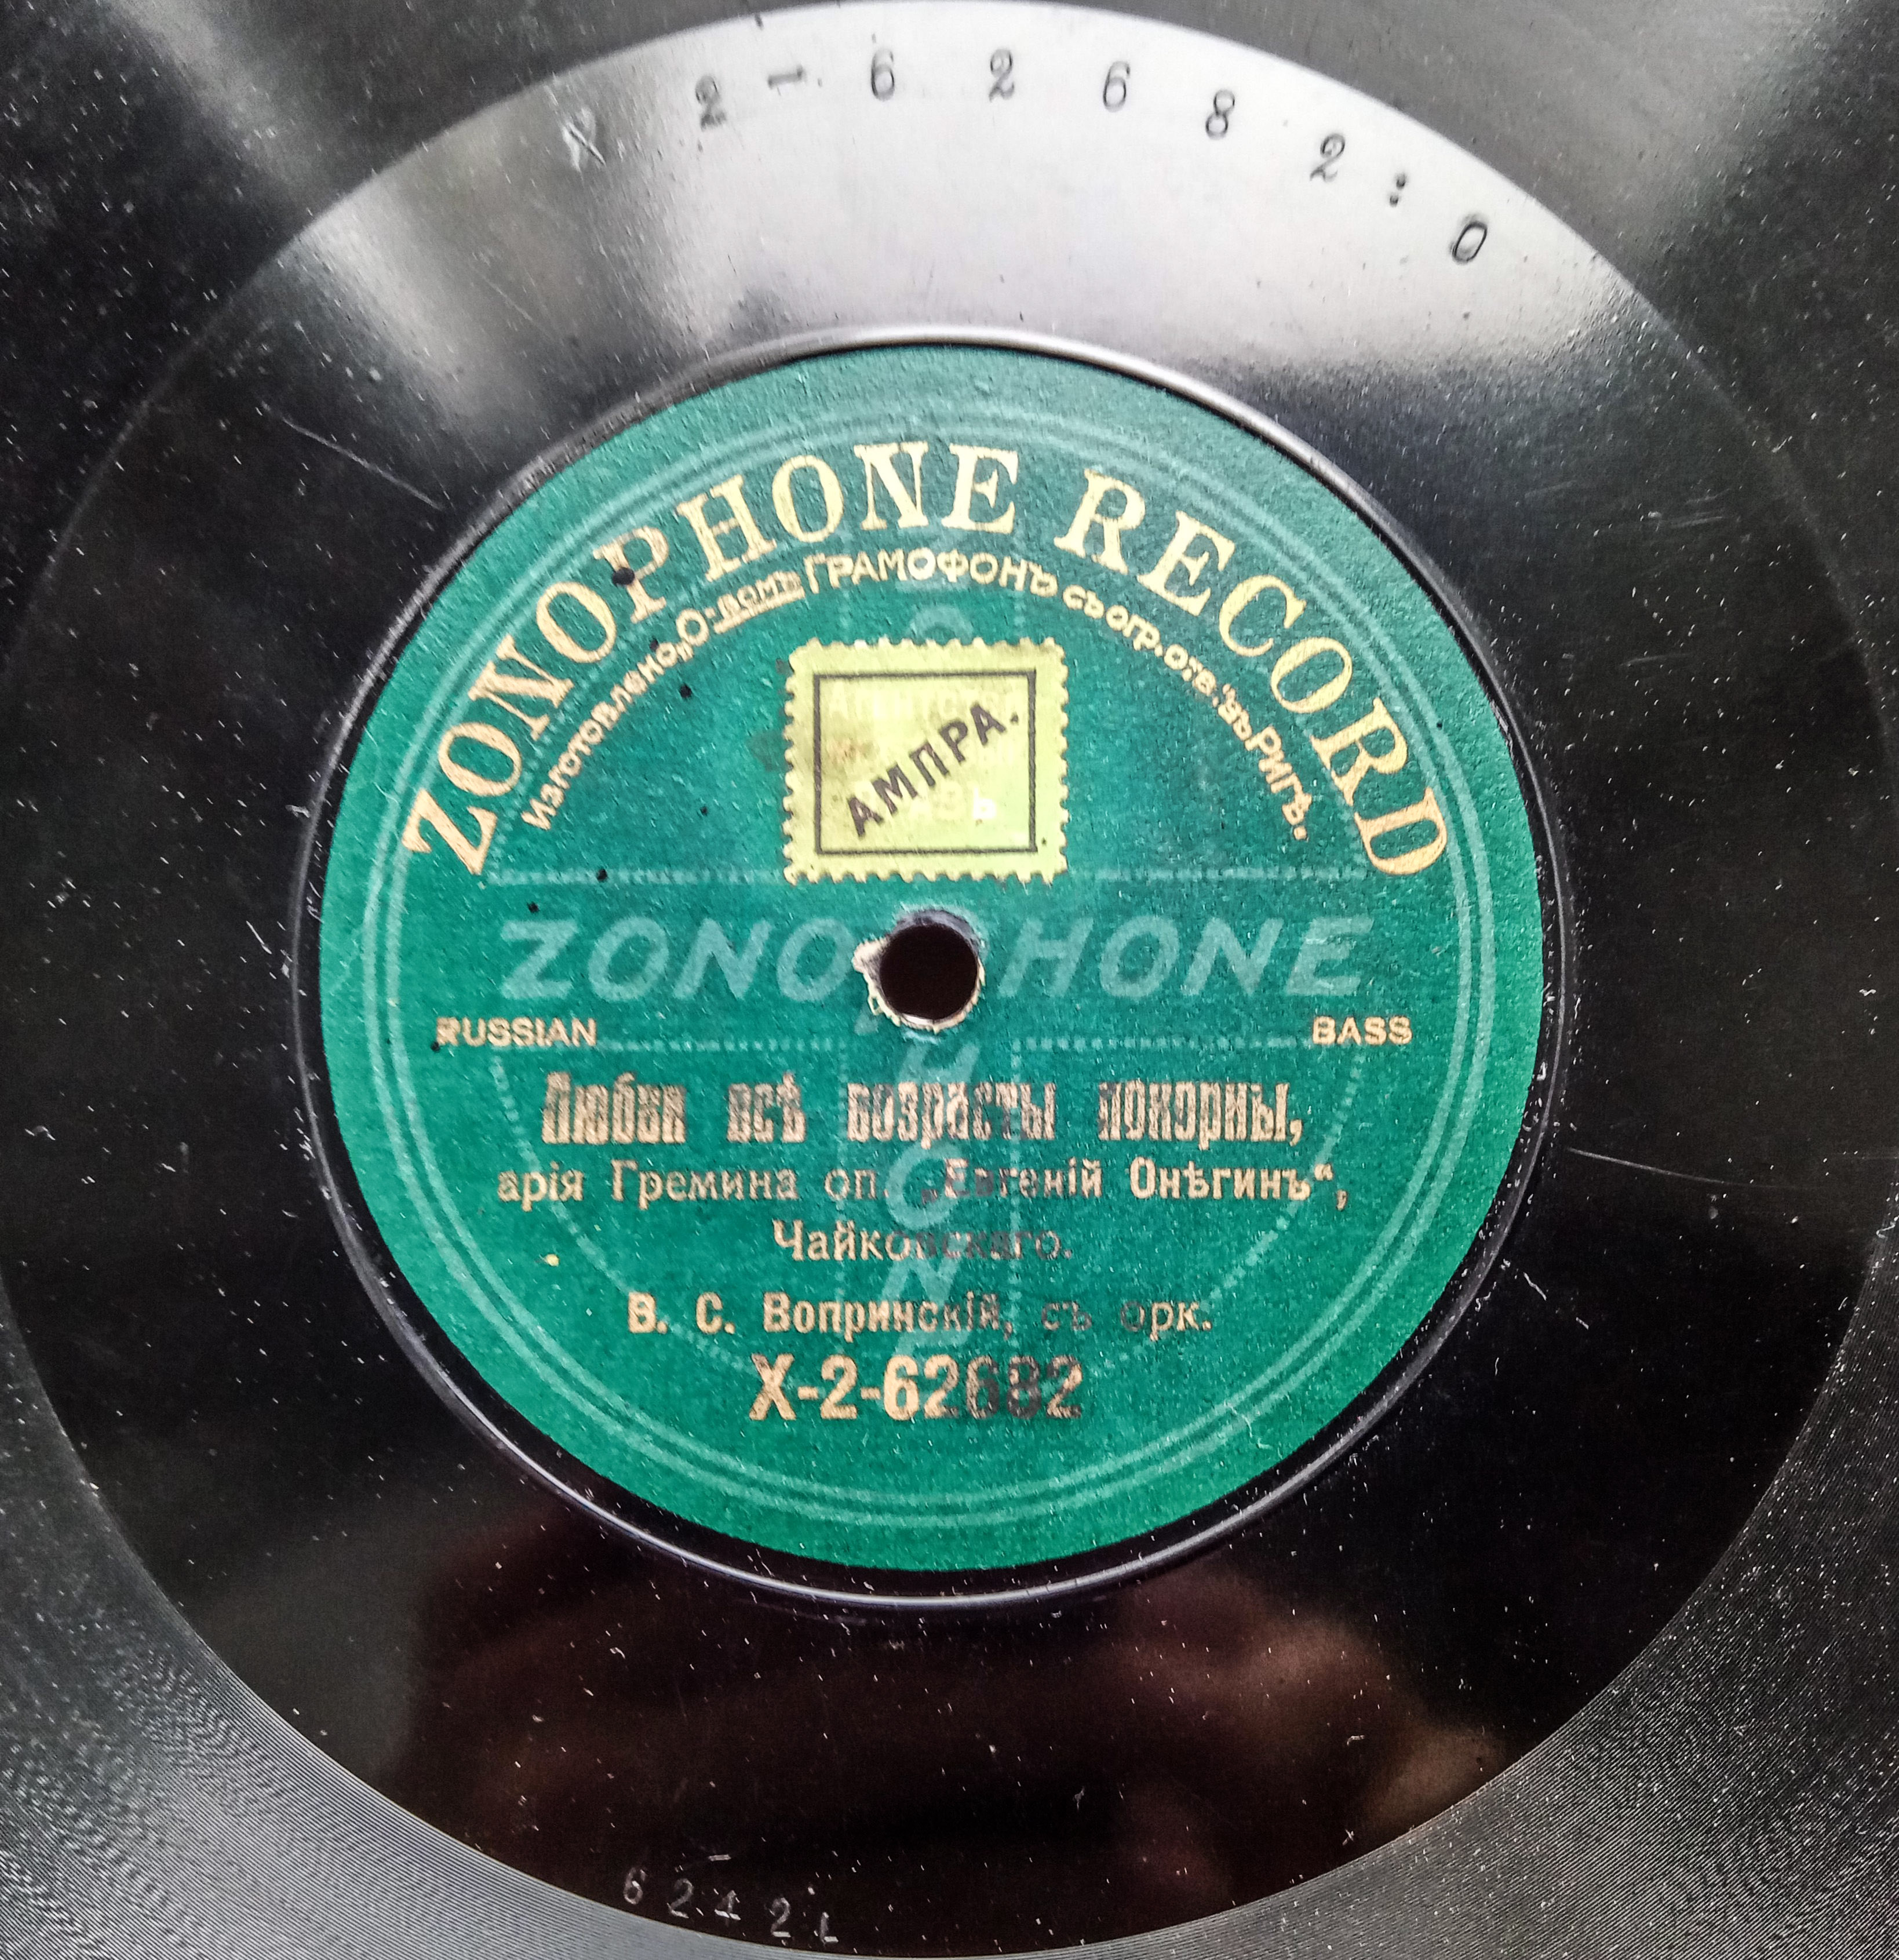 X 2-62682:0
ZONOPHONE RECORD
Изготовлено „О-вомъ ГРАМОФОНЪ съ огр. отв.“ въ Ригѣ.
АМПРА.
ZONOPHONE
RUSSIAN BASS
Любви всѣ возрасты покорны,
арія Гремина оп. „Евгеній Онѣгинъ“,
Чайковскаго.
В. С. Вопринскій, съ орк.
X-2-62682